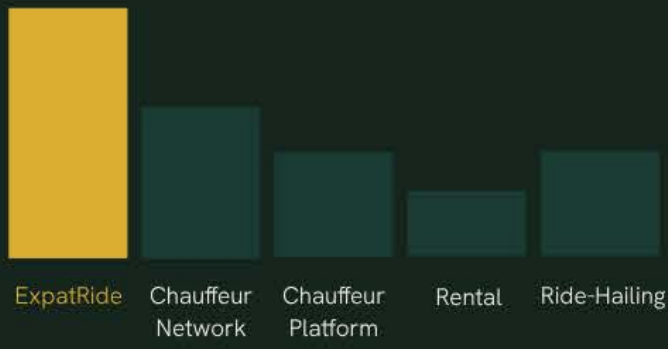 ExpatRide
Chauffeur
Network
Chauffeur
Platform
Rental
Ride-Hailing